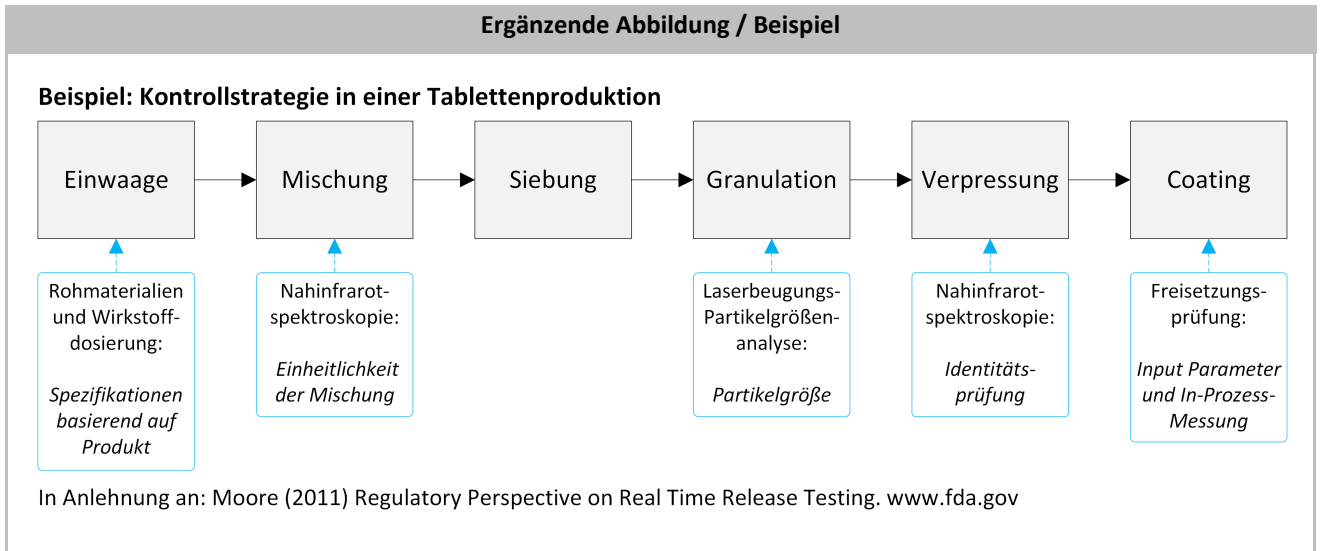 Ergänzende Abbildung / Beispiel
Beispiel: Kontrollstrategie in einer Tablettenproduktion
Einwaage
Mischung
Siebung
Granulation
Verpressung
Coating
Rohmaterialien
und Wirkstoff-
dosierung:
Spezifikationen
basierend auf
Produkt
Nahinfrarot-
spektroskopie:
Einheitlichkeit
der Mischung
Laserbeugungs-
Partikelgrößen-
analyse:
Partikelgröße
Nahinfrarot-
spektroskopie:
Identitäts-
prüfung
Freisetzungs-
prüfung:
Input Parameter
und In-Prozess-
Messung
In Anlehnung an: Moore (2011) Regulatory Perspective on Real Time Release Testing. www.fda.gov